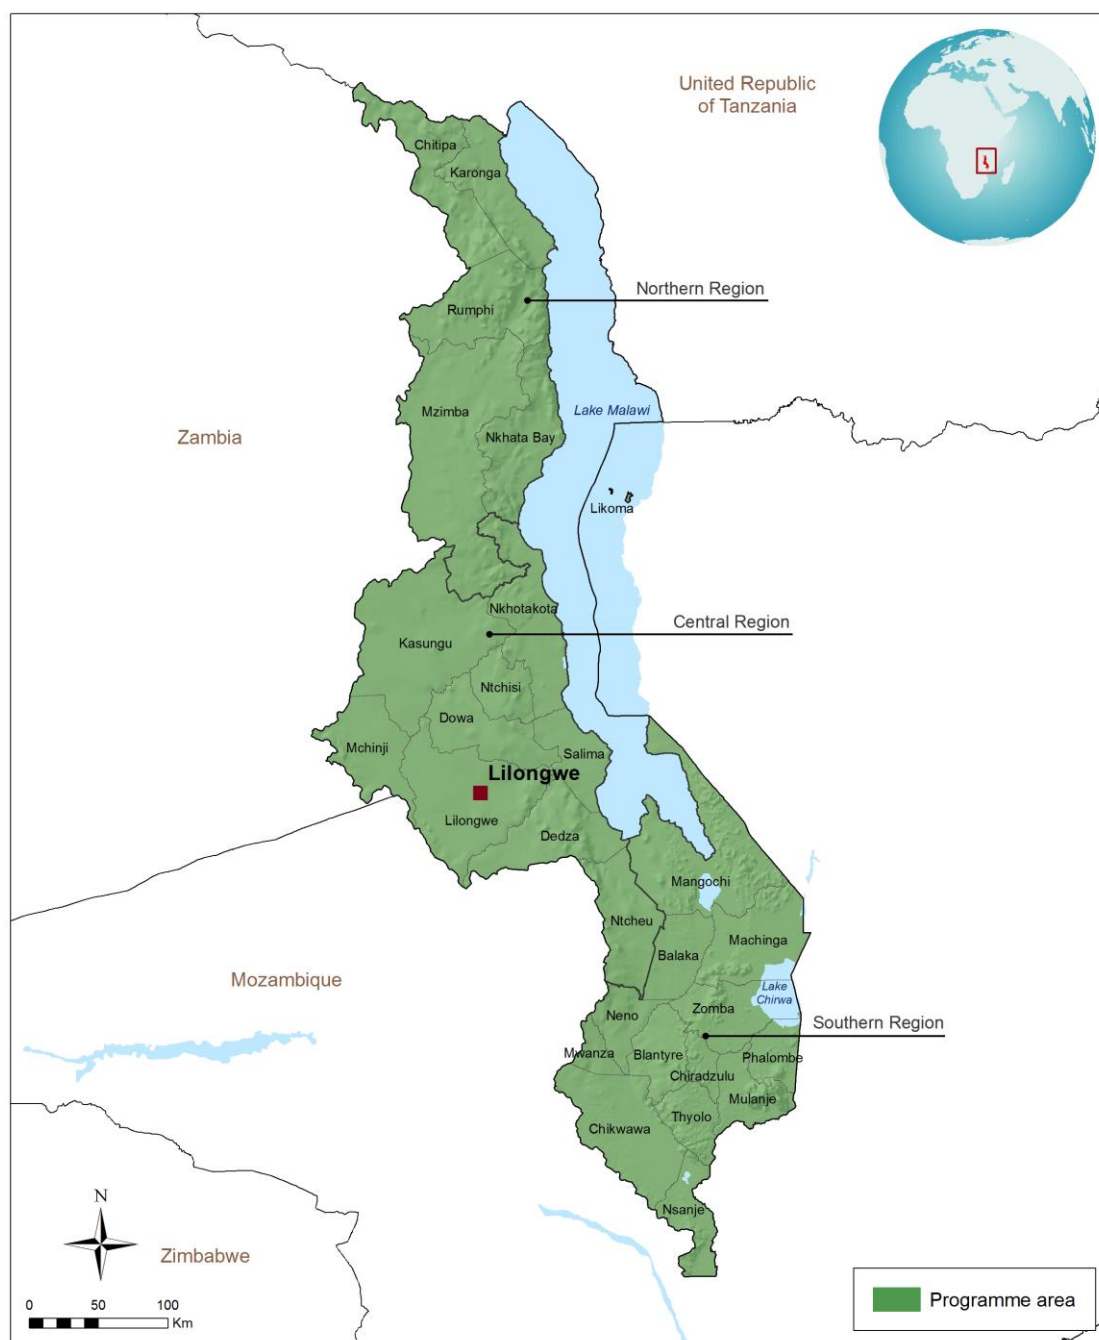 United Republic
of Tanzania
Chitipa
Karonga
Northern Region
Rumphi
Mzimba
Lake Malawi
Zambia
Nkhata Bay
Likoma
Nkhotakota
Central Region
Kasungu
Ntchisi
Dowa
Mchinji
Salima
Lilongwe
Lilongwe
Dedza
Mangochi
Ntcheu
Machinga
Balaka
Mozambique
Lake
Chirwa
Zomba
Neno
Southern Region
Mwanza
Blantyre
Phalombe
Chiradzulu
Mulanje
Thyolo
Chikwawa
N
Nsanje
Zimbabwe
0 50 100
Km
Programme area